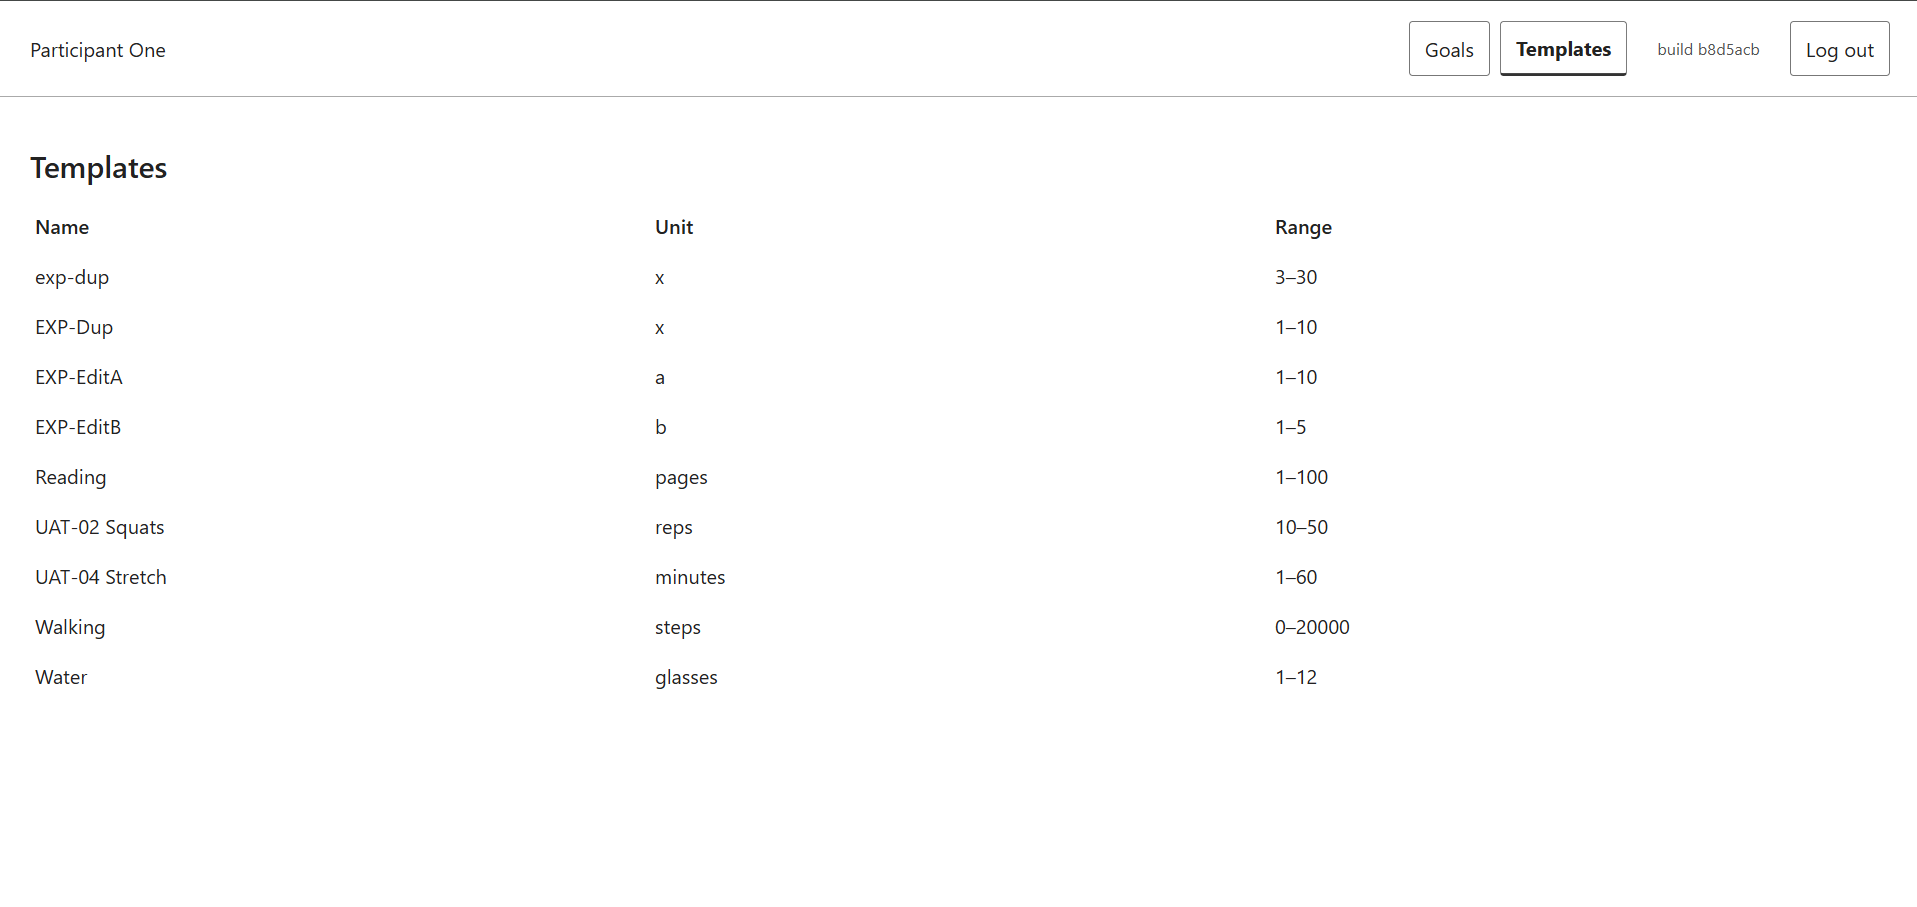 Participant One Goals Templates build b8d5acb Log out
Templates
Name Unit Range
exp-dup x 3–30
EXP-Dup x 1–10
EXP-EditA a 1–10
EXP-EditB b 1–5
Reading pages 1–100
UAT-02 Squats reps 10–50
UAT-04 Stretch minutes 1–60
Walking steps 0–20000
Water glasses 1–12